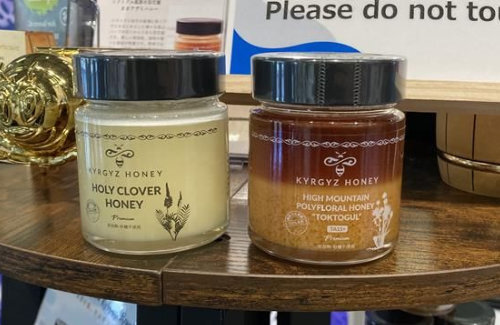 Please do not tou
KYRGYZ HONEY
HOLY CLOVER
HONEY
Premium
KYRGYZ HONEY
HIGH MOUNTAIN
POLYFLORAL HONEY
"TOKTOGUL"
Premium